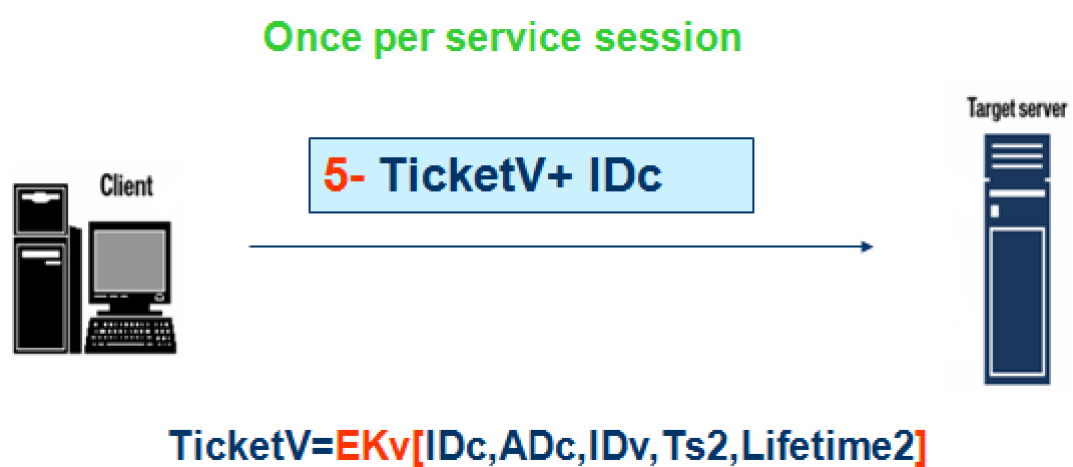 Once per service session
Target server
Client
5- TicketV+ IDc
TicketV=EKv[IDc,ADc,IDv,Ts2,Lifetime2]